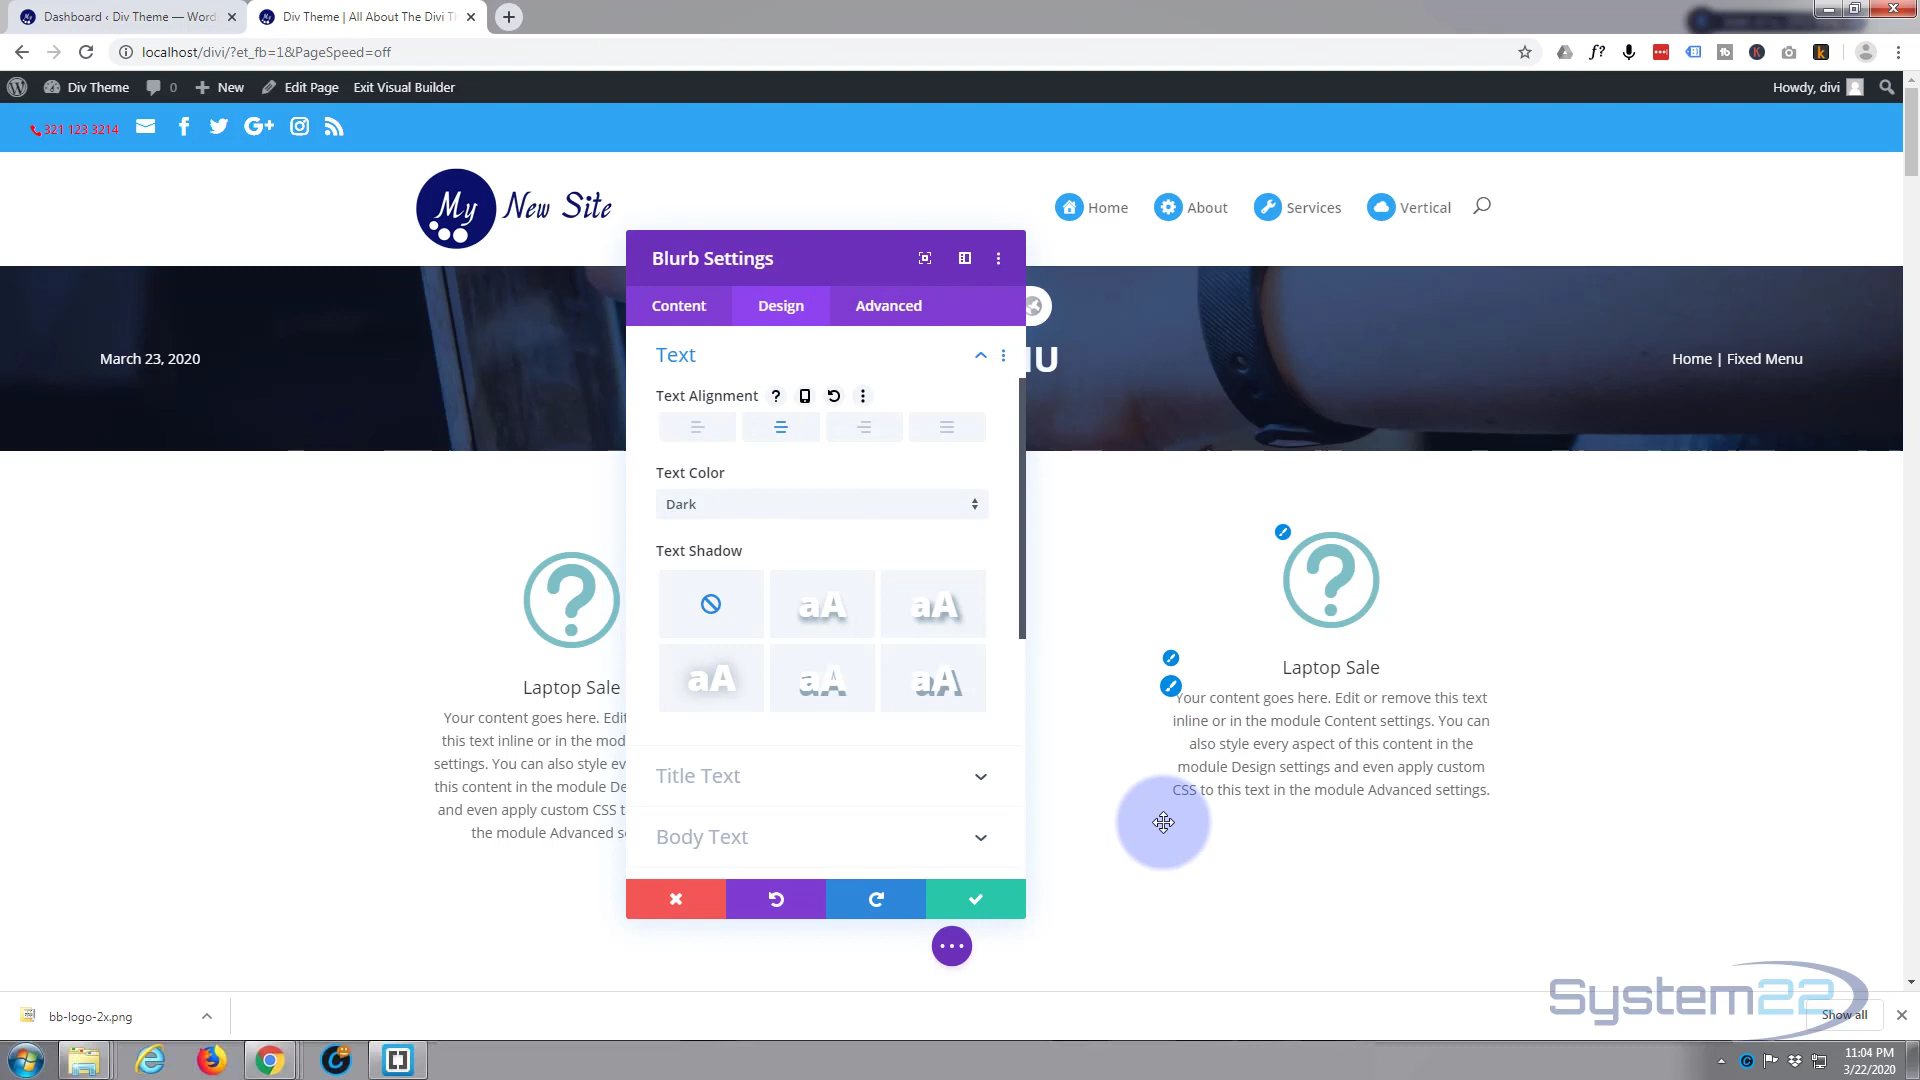 Dashboard ‹ Div Theme — Word
Div Theme | All About The Divi Th
localhost/divi/?et_fb=1&PageSpeed=off
Div Theme
0
New
Edit Page
Exit Visual Builder
Howdy, divi
321 123 3214
My New Site
Home
About
Services
Vertical
Blurb Settings
Content
Design
Advanced
March 23, 2020
NU
Home | Fixed Menu
Text
Text Alignment
Text Color
Dark
Text Shadow
aA
aA
aA
aA
aA
Title Text
Body Text
Laptop Sale
Your content goes here. Edit
this text inline or in the mod
settings. You can also style ev
this content in the module De
and even apply custom CSS t
the module Advanced se
Laptop Sale
Your content goes here. Edit or remove this text
inline or in the module Content settings. You can
also style every aspect of this content in the
module Design settings and even apply custom
CSS to this text in the module Advanced settings.
System22
bb-logo-2x.png
Show all
11:04 PM
3/22/2020